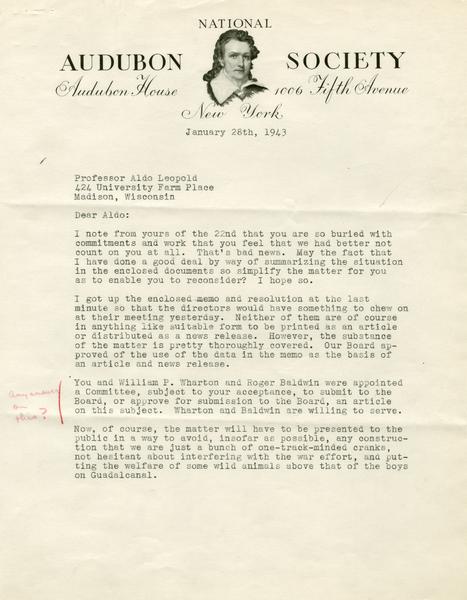 NATIONAL
AUDUBON SOCIETY
Audubon House 1006 Fifth Avenue
New York
January 28th, 1943
Professor Aldo Leopold
424 University Farm Place
Madison, Wisconsin
Dear Aldo:
I note from yours of the 22nd that you are so buried with
commitments and work that you feel that we had better not
count on you at all. That's bad news. May the fact that
I have done a good deal by way of summarizing the situation
in the enclosed documents so simplify the matter for you
as to enable you to reconsider? I hope so.
I got up the enclosed memo and resolution at the last
minute so that the directors would have something to chew on
at their meeting yesterday. Neither of them are of course
in anything like suitable form to be printed as an article
or distributed as a news release. However, the substance
of the matter is pretty thoroughly covered. Our Board ap-
proved of the use of the data in the memo as the basis of
an article and news release.
You and William P. Wharton and Roger Baldwin were appointed
a Committee, subject to your acceptance, to submit to the
Board, or approve for submission to the Board, an article
on this subject. Wharton and Baldwin are willing to serve.
Any answer
on
this?
Now, of course, the matter will have to be presented to the
public in a way to avoid, insofar as possible, any construc-
tion that we are just a bunch of one-track-minded cranks,
not hesitant about interfering with the war effort, and put-
ting the welfare of some wild animals above that of the boys
on Guadalcanal.